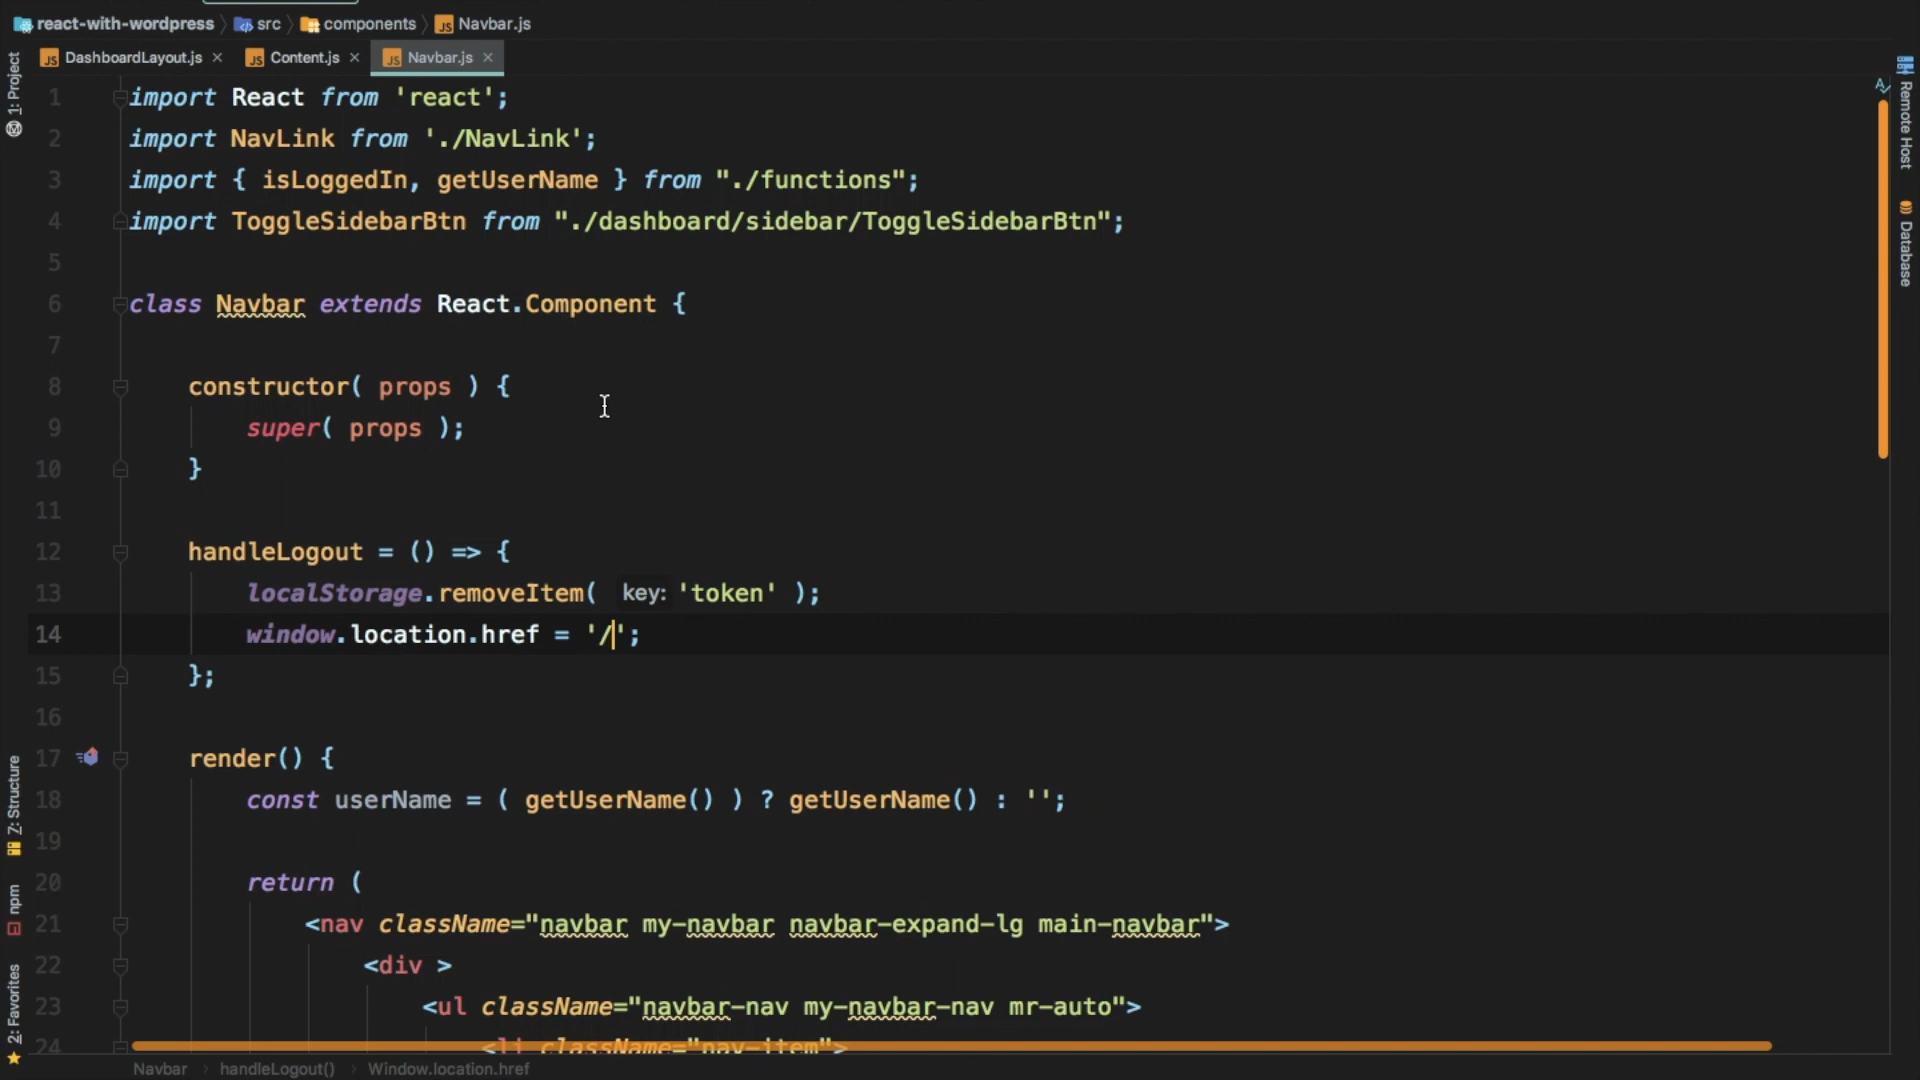 react-with-wordpress src components Navbar.js
DashboardLayout.js Content.js Navbar.js
1: Project
Z: Structure
npm
2: Favorites
Remote Host
Database
1 import React from 'react';
2 import NavLink from './NavLink';
3 import { isLoggedIn, getUserName } from "./functions";
4 import ToggleSidebarBtn from "./dashboard/sidebar/ToggleSidebarBtn";
5
6 class Navbar extends React.Component {
7
8 constructor( props ) {
9 super( props );
10 }
11
12 handleLogout = () => {
13 localStorage.removeItem( key: 'token' );
14 window.location.href = '/';
15 };
16
17 render() {
18 const userName = ( getUserName() ) ? getUserName() : '';
19
20 return (
21 <nav className="navbar my-navbar navbar-expand-lg main-navbar">
22 <div >
23 <ul className="navbar-nav my-navbar-nav mr-auto">
24 <li className="nav-item">
Navbar handleLogout() Window.location.href